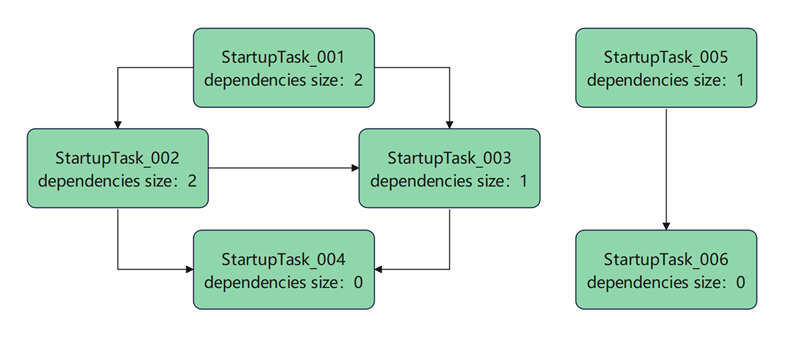 StartupTask_001
dependencies size：2
StartupTask_005
dependencies size：1
StartupTask_002
dependencies size：2
StartupTask_003
dependencies size：1
StartupTask_004
dependencies size：0
StartupTask_006
dependencies size：0